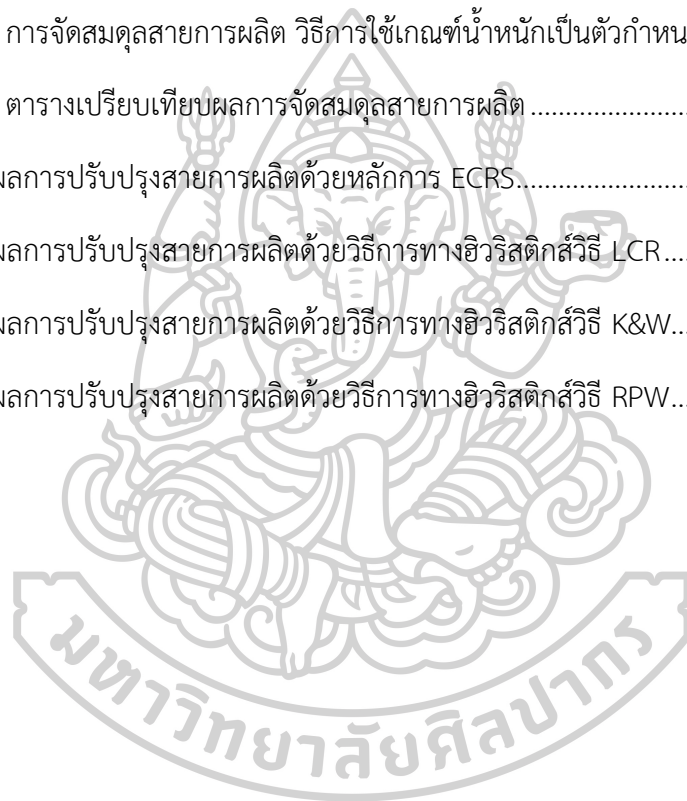 การจัดสมดุลสายการผลิต วิธีการใช้เกณฑ์น้ำหนักเป็นตัวกำหน
ตารางเปรียบเทียบผลการจัดสมดุลสายการผลิต
ผลการปรับปรุงสายการผลิตด้วยหลักการ ECRS
ผลการปรับปรุงสายการผลิตด้วยวิธีการทางฮิวริสติกส์วิธี LCR
ผลการปรับปรุงสายการผลิตด้วยวิธีการทางฮิวริสติกส์วิธี K&W
ผลการปรับปรุงสายการผลิตด้วยวิธีการทางฮิวริสติกส์วิธี RPW
มหาวิทยาลัยศิลปากร